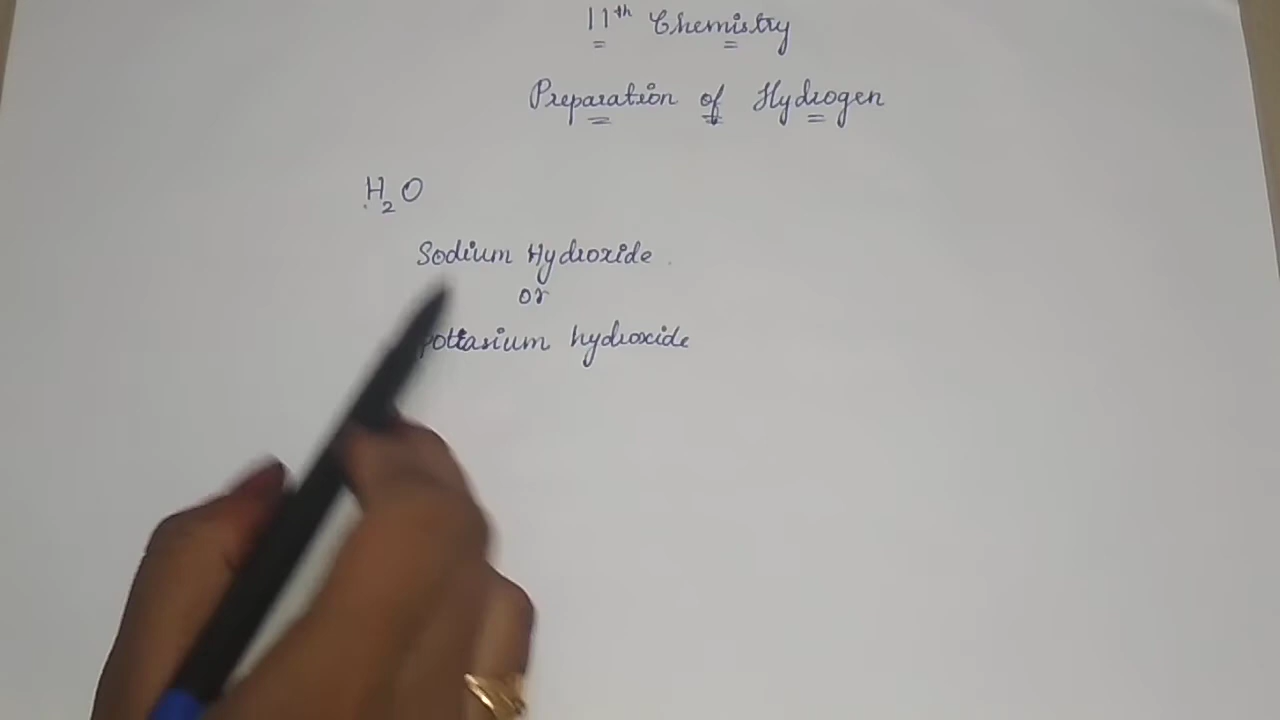 11th Chemistry
Preparation of Hydrogen
H₂O
Sodium Hydroxide
or
pottasium hydroxide